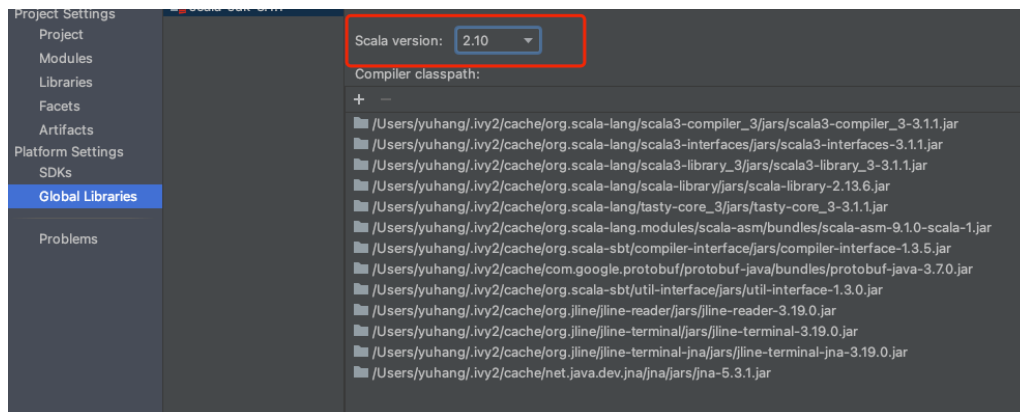 Project Settings
Project
Modules
Libraries
Facets
Artifacts
Platform Settings
SDKs
Global Libraries
Problems
Scala version: 2.10
Compiler classpath:
+ −
/Users/yuhang/.ivy2/cache/org.scala-lang/scala3-compiler_3/jars/scala3-compiler_3-3.1.1.jar
/Users/yuhang/.ivy2/cache/org.scala-lang/scala3-interfaces/jars/scala3-interfaces-3.1.1.jar
/Users/yuhang/.ivy2/cache/org.scala-lang/scala3-library_3/jars/scala3-library_3-3.1.1.jar
/Users/yuhang/.ivy2/cache/org.scala-lang/scala-library/jars/scala-library-2.13.6.jar
/Users/yuhang/.ivy2/cache/org.scala-lang/tasty-core_3/jars/tasty-core_3-3.1.1.jar
/Users/yuhang/.ivy2/cache/org.scala-lang.modules/scala-asm/bundles/scala-asm-9.1.0-scala-1.jar
/Users/yuhang/.ivy2/cache/org.scala-sbt/compiler-interface/jars/compiler-interface-1.3.5.jar
/Users/yuhang/.ivy2/cache/com.google.protobuf/protobuf-java/bundles/protobuf-java-3.7.0.jar
/Users/yuhang/.ivy2/cache/org.scala-sbt/util-interface/jars/util-interface-1.3.0.jar
/Users/yuhang/.ivy2/cache/org.jline/jline-reader/jars/jline-reader-3.19.0.jar
/Users/yuhang/.ivy2/cache/org.jline/jline-terminal/jars/jline-terminal-3.19.0.jar
/Users/yuhang/.ivy2/cache/org.jline/jline-terminal-jna/jars/jline-terminal-jna-3.19.0.jar
/Users/yuhang/.ivy2/cache/net.java.dev.jna/jna/jars/jna-5.3.1.jar